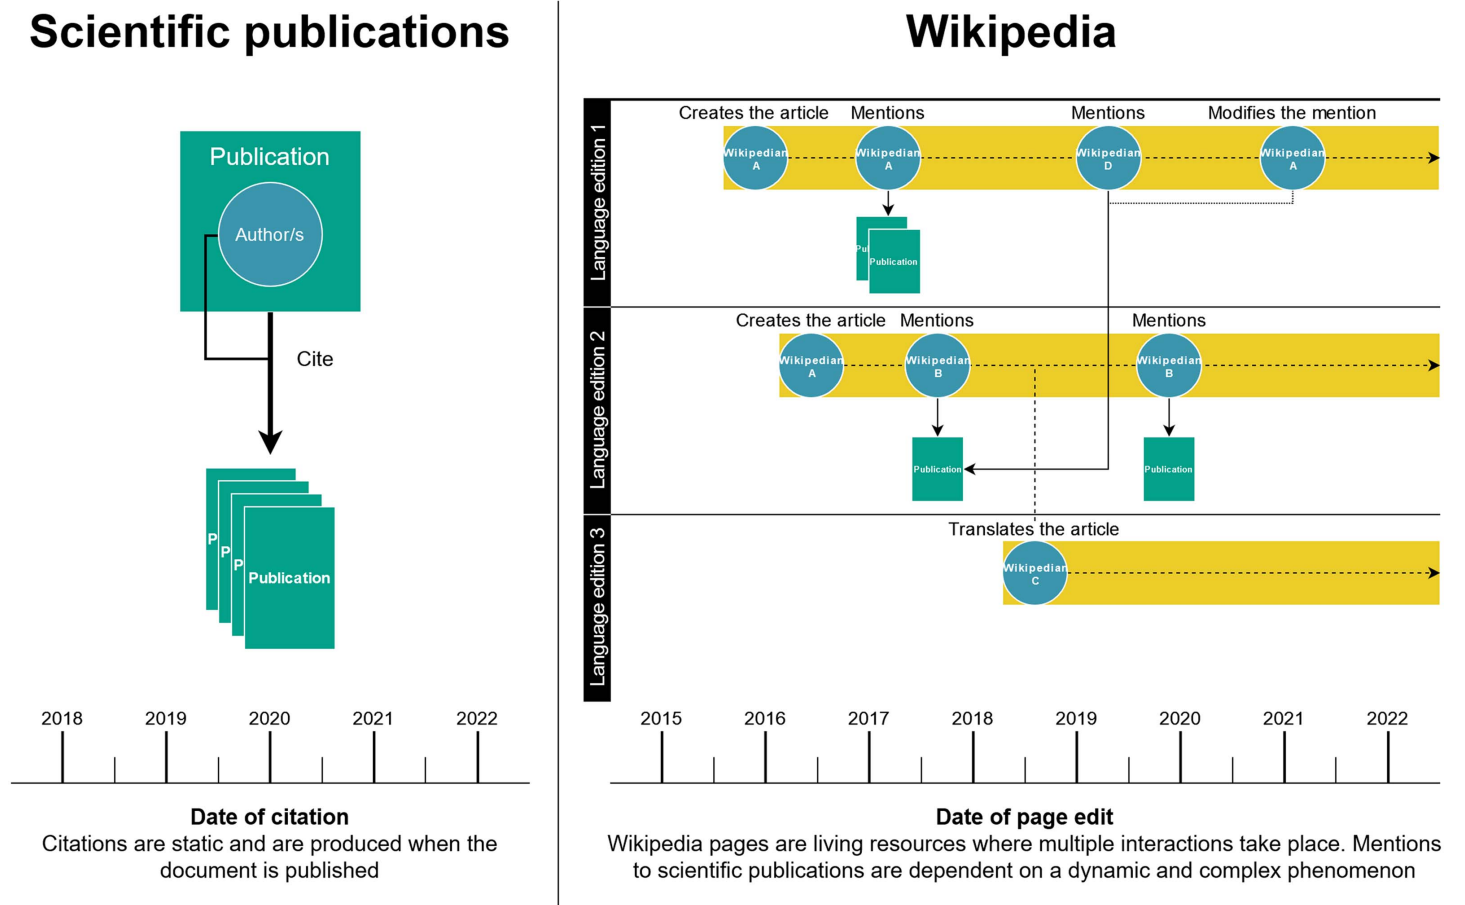 Scientific publications
Publication
Author/s
Cite
P
P
P
Publication
2018 2019 2020 2021 2022
Date of citation
Citations are static and are produced when the
document is published
Wikipedia
Language edition 1
Creates the article Mentions Mentions Modifies the mention
Wikipedian
A
Wikipedian
A
Wikipedian
D
Wikipedian
A
Pu
Publication
Language edition 2
Creates the article Mentions Mentions
Wikipedian
A
Wikipedian
B
Wikipedian
B
Publication
Publication
Language edition 3
Translates the article
Wikipedian
C
2015 2016 2017 2018 2019 2020 2021 2022
Date of page edit
Wikipedia pages are living resources where multiple interactions take place. Mentions
to scientific publications are dependent on a dynamic and complex phenomenon